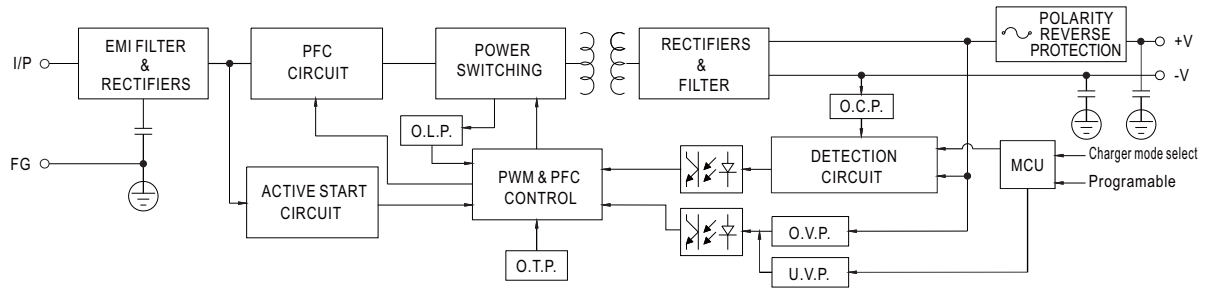 I/P
EMI FILTER
&
RECTIFIERS
PFC
CIRCUIT
POWER
SWITCHING
RECTIFIERS
&
FILTER
POLARITY
REVERSE
PROTECTION
+V
-V
FG
O.L.P.
O.C.P.
ACTIVE START
CIRCUIT
PWM & PFC
CONTROL
DETECTION
CIRCUIT
MCU
Charger mode select
Programable
O.T.P.
O.V.P.
U.V.P.